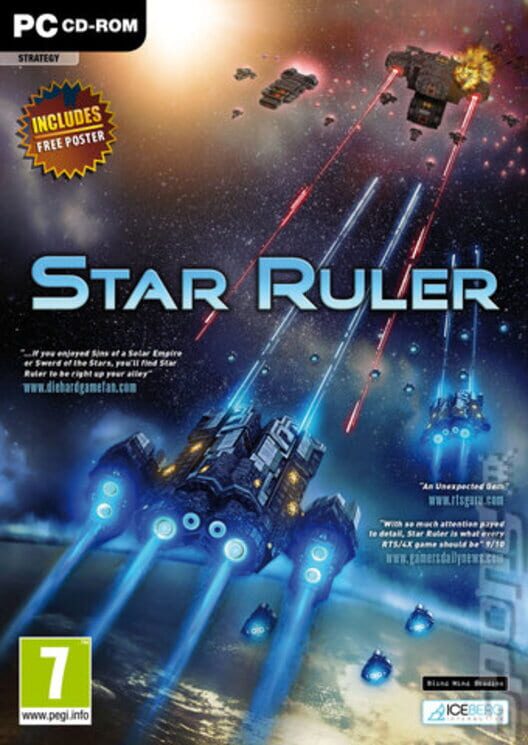 PC CD-ROM
STRATEGY
INCLUDES
FREE POSTER
STAR RULER
"...If you enjoyed Sins of a Solar Empire
or Sword of the Stars, you'll find Star
Ruler to be right up your alley"
www.diehardgamefan.com
"An Unexpected Gem"
www.rtsguru.com
"With so much attention payed
to detail, Star Ruler is what every
RTS/4X game should be" 9/10
www.gamersdailynews.com
7
www.pegi.info
Blind Mind Studios
ICEBERG
INTERACTIVE